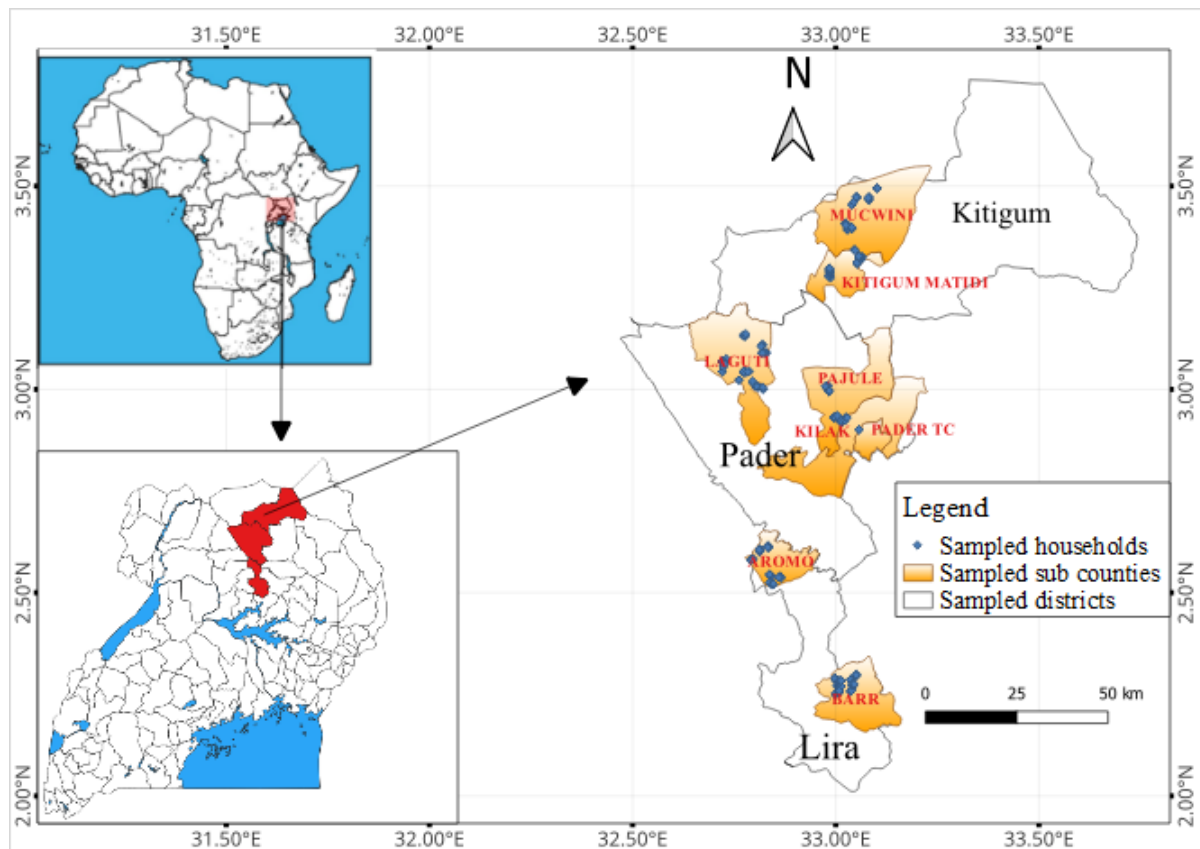 31.50°E 32.00°E 32.50°E 33.00°E 33.50°E
N
3.50°N 3.50°N
MUCWINI
Kitigum
KITIGUM MATIDI
LAGUTI
PAJULE
3.00°N 3.00°N
KILAK PADER TC
Pader
Legend
Sampled households
AROMO
Sampled sub counties
2.50°N 2.50°N
Sampled districts
BARR
0 25 50 km
Lira
2.00°N 2.00°N
31.50°E 32.00°E 32.50°E 33.00°E 33.50°E